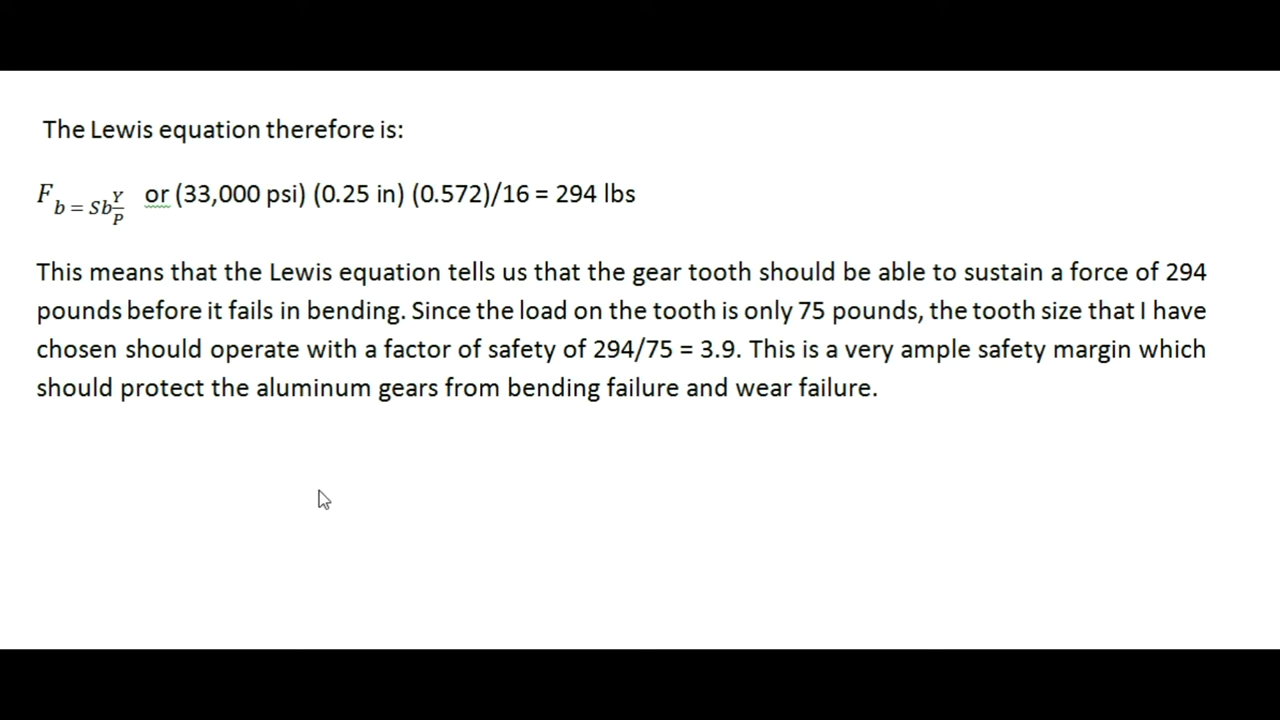 The Lewis equation therefore is:
F b = Sb Y/P or (33,000 psi) (0.25 in) (0.572)/16 = 294 lbs
This means that the Lewis equation tells us that the gear tooth should be able to sustain a force of 294
pounds before it fails in bending. Since the load on the tooth is only 75 pounds, the tooth size that I have
chosen should operate with a factor of safety of 294/75 = 3.9. This is a very ample safety margin which
should protect the aluminum gears from bending failure and wear failure.